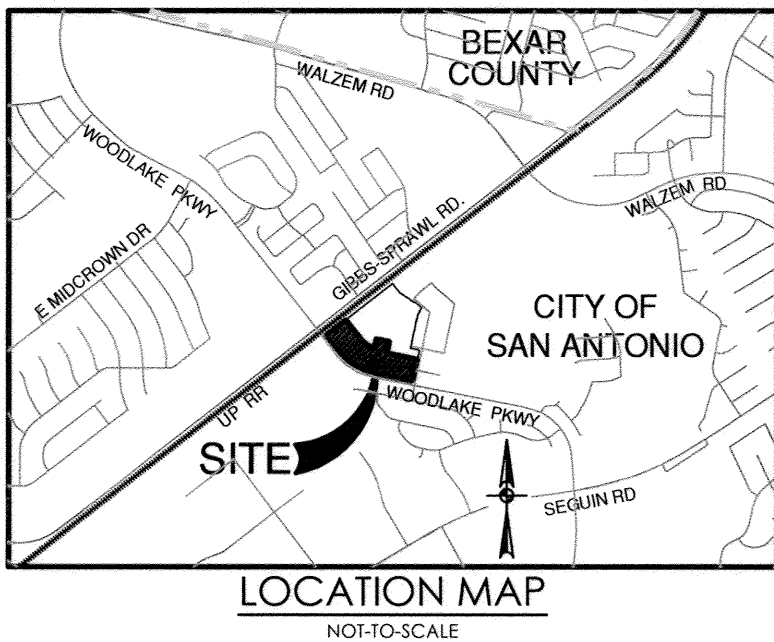 BEXAR
COUNTY
WALZEM RD
WOODLAKE PKWY
WALZEM RD
GIBBS-SPRAWL RD.
E MIDCROWN DR
CITY OF
SAN ANTONIO
UP RR
WOODLAKE PKWY
SITE
SEGUIN RD
LOCATION MAP
NOT-TO-SCALE